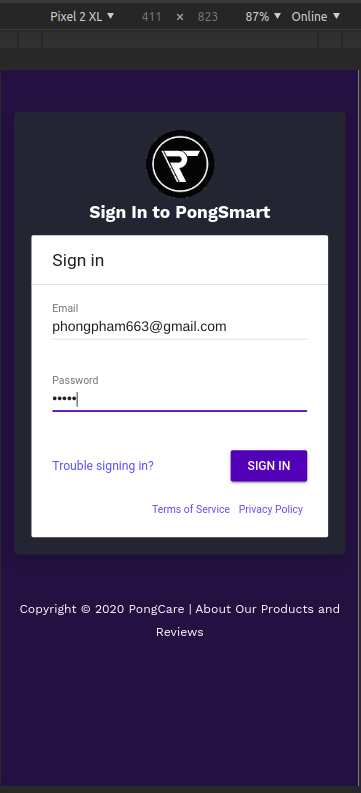 Pixel 2 XL ▼ 411 × 823 87% ▼ Online ▼
Sign In to PongSmart
Sign in
Email
phongpham663@gmail.com
Password
•••••
Trouble signing in? SIGN IN
Terms of Service Privacy Policy
Copyright © 2020 PongCare | About Our Products and
Reviews